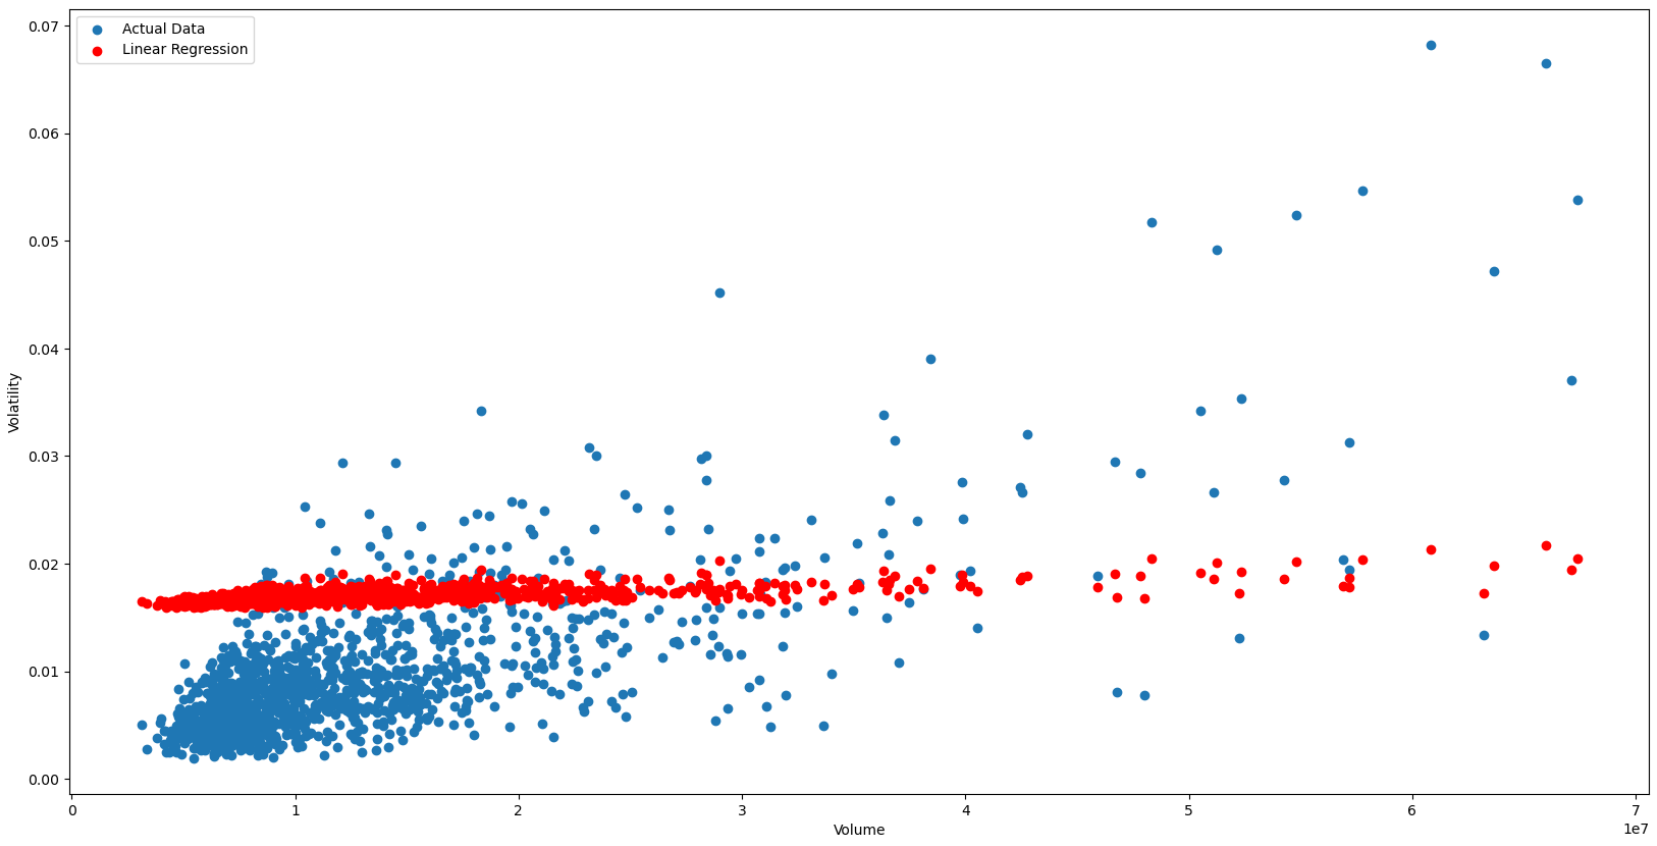 0.07
Actual Data
Linear Regression
0.06
0.05
0.04
Volatility
0.03
0.02
0.01
0.00
0 1 2 3 4 5 6 7
Volume
1e7